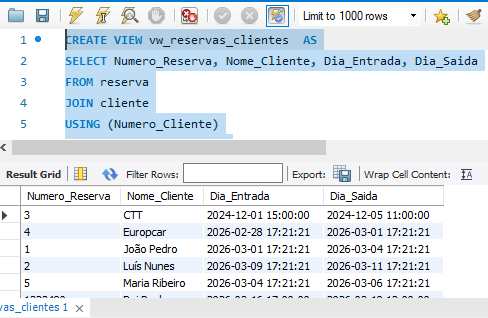 Limit to 1000 rows
1 CREATE VIEW vw_reservas_clientes AS
2 SELECT Numero_Reserva, Nome_Cliente, Dia_Entrada, Dia_Saida
3 FROM reserva
4 JOIN cliente
5 USING (Numero_Cliente)
Result Grid Filter Rows: Export: Wrap Cell Content:
Numero_Reserva Nome_Cliente Dia_Entrada Dia_Saida
3 CTT 2024-12-01 15:00:00 2024-12-05 11:00:00
4 Europcar 2026-02-28 17:21:21 2026-03-01 17:21:21
1 João Pedro 2026-03-01 17:21:21 2026-03-04 17:21:21
2 Luís Nunes 2026-03-09 17:21:21 2026-03-11 17:21:21
5 Maria Ribeiro 2026-03-04 17:21:21 2026-03-06 17:21:21
vas_clientes 1